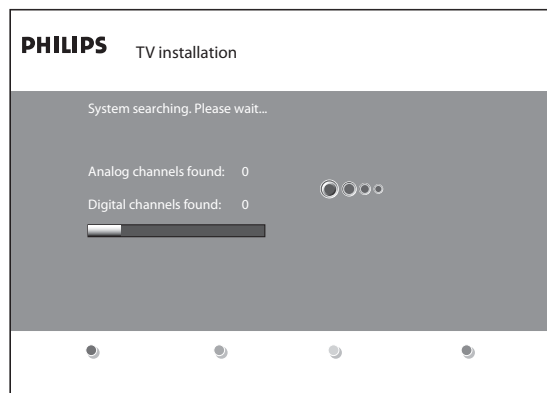 PHILIPS
TV installation
System searching. Please wait...
Analog channels found: 0
Digital channels found: 0